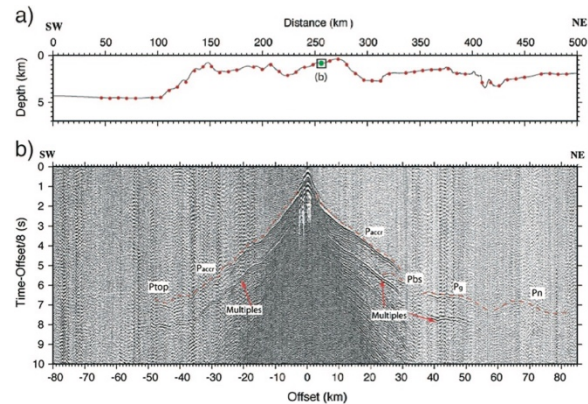 a)
SW
Distance (km)
NE
0 50 100 150 200 250 300 350 400 450 500
Depth (km)
0
5
(b)
b)
SW
NE
Time-Offset/8 (s)
0
1
2
3
4
5
6
7
8
9
10
Paccr
Paccr
Ptop
Pbs
Pg
Pn
Multiples
Multiples
-80 -70 -60 -50 -40 -30 -20 -10 0 10 20 30 40 50 60 70 80
Offset (km)